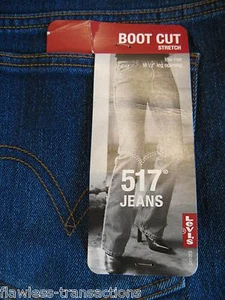 BOOT CUT
STRETCH
517®
JEANS
LEVI'S
flawless-transactions